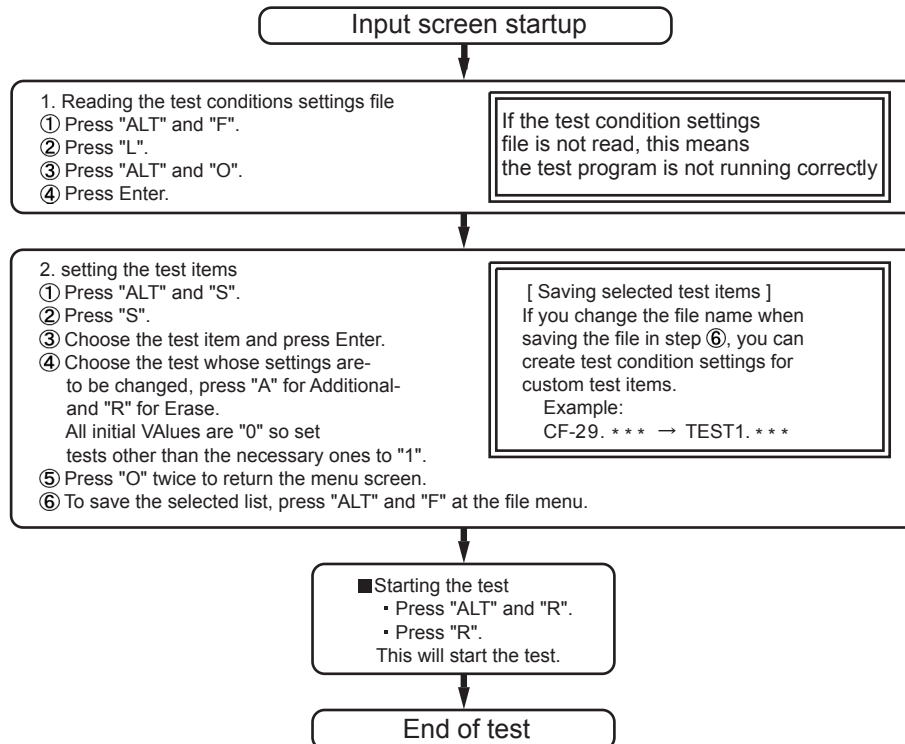 Input screen startup
1. Reading the test conditions settings file
① Press "ALT" and "F".
② Press "L".
③ Press "ALT" and "O".
④ Press Enter.
If the test condition settings
file is not read, this means
the test program is not running correctly
2. setting the test items
① Press "ALT" and "S".
② Press "S".
③ Choose the test item and press Enter.
④ Choose the test whose settings are-
to be changed, press "A" for Additional-
and "R" for Erase.
All initial VAlues are "0" so set
tests other than the necessary ones to "1".
⑤ Press "O" twice to return the menu screen.
⑥ To save the selected list, press "ALT" and "F" at the file menu.
[ Saving selected test items ]
If you change the file name when
saving the file in step ⑥, you can
create test condition settings for
custom test items.
Example:
CF-29. * * * → TEST1. * * *
■Starting the test
・Press "ALT" and "R".
・Press "R".
This will start the test.
End of test